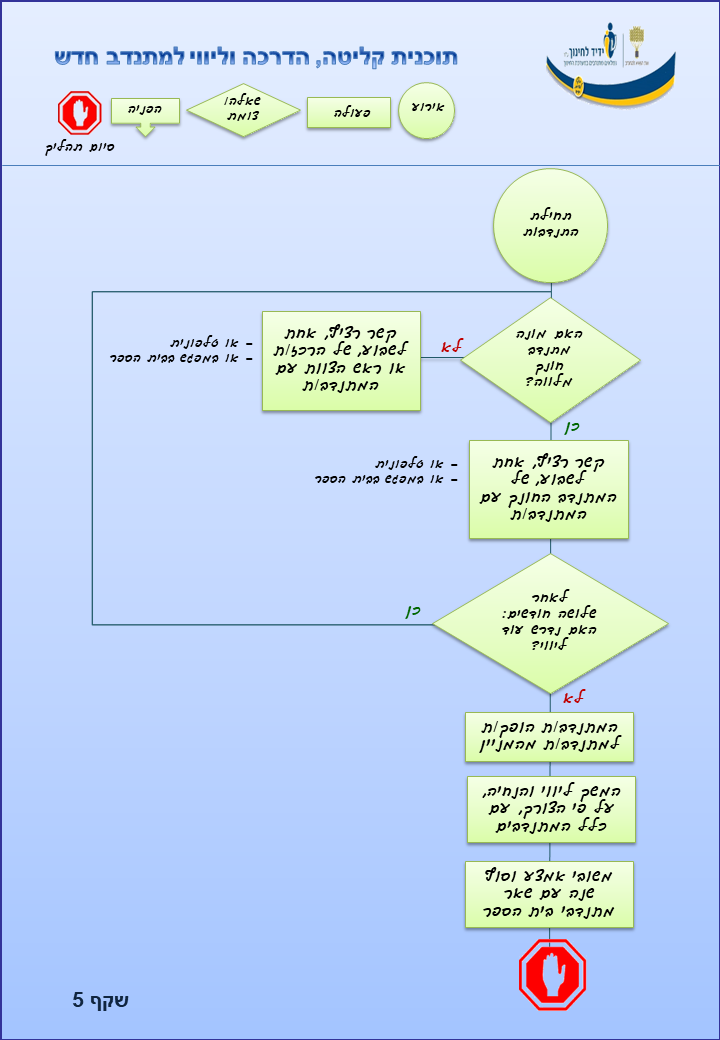 תוכנית קליטה, הדרכה וליווי למתנדב חדש
ידיד לחינוך
אירוע
פעולה
שאלה/
צומת
הפניה
סיום תהליך
תחילת
התנדבות
האם מונה
מתנדב
חונך
מלווה?
לא
קשר רציף, אחת
לשבוע, של הרכז/ת
או ראש הצוות עם
המתנדב/ת
– או טלפונית
– או במפגש בבית הספר
כן
קשר רציף, אחת
לשבוע, של
המתנדב החונך עם
המתנדב/ת
– או טלפונית
– או במפגש בבית הספר
לאחר
שלושה חודשים:
האם נדרש עוד
ליווי?
כן
לא
המתנדב/ת הופך/ת
למתנדב/ת מהמניין
המשך ליווי והנחיה,
על פי הצורך, עם
כלל המתנדבים
משובי אמצע וסוף
שנה עם שאר
מתנדבי בית הספר
שקף 5